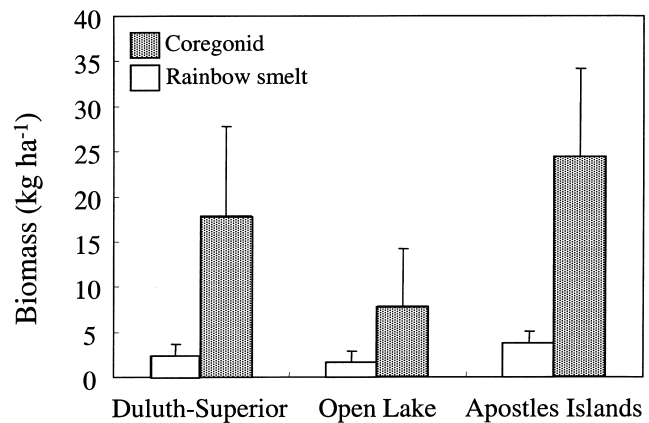 40
35
30
25
20
15
10
5
0
Biomass (kg ha-1)
Coregonid
Rainbow smelt
Duluth-Superior Open Lake Apostles Islands